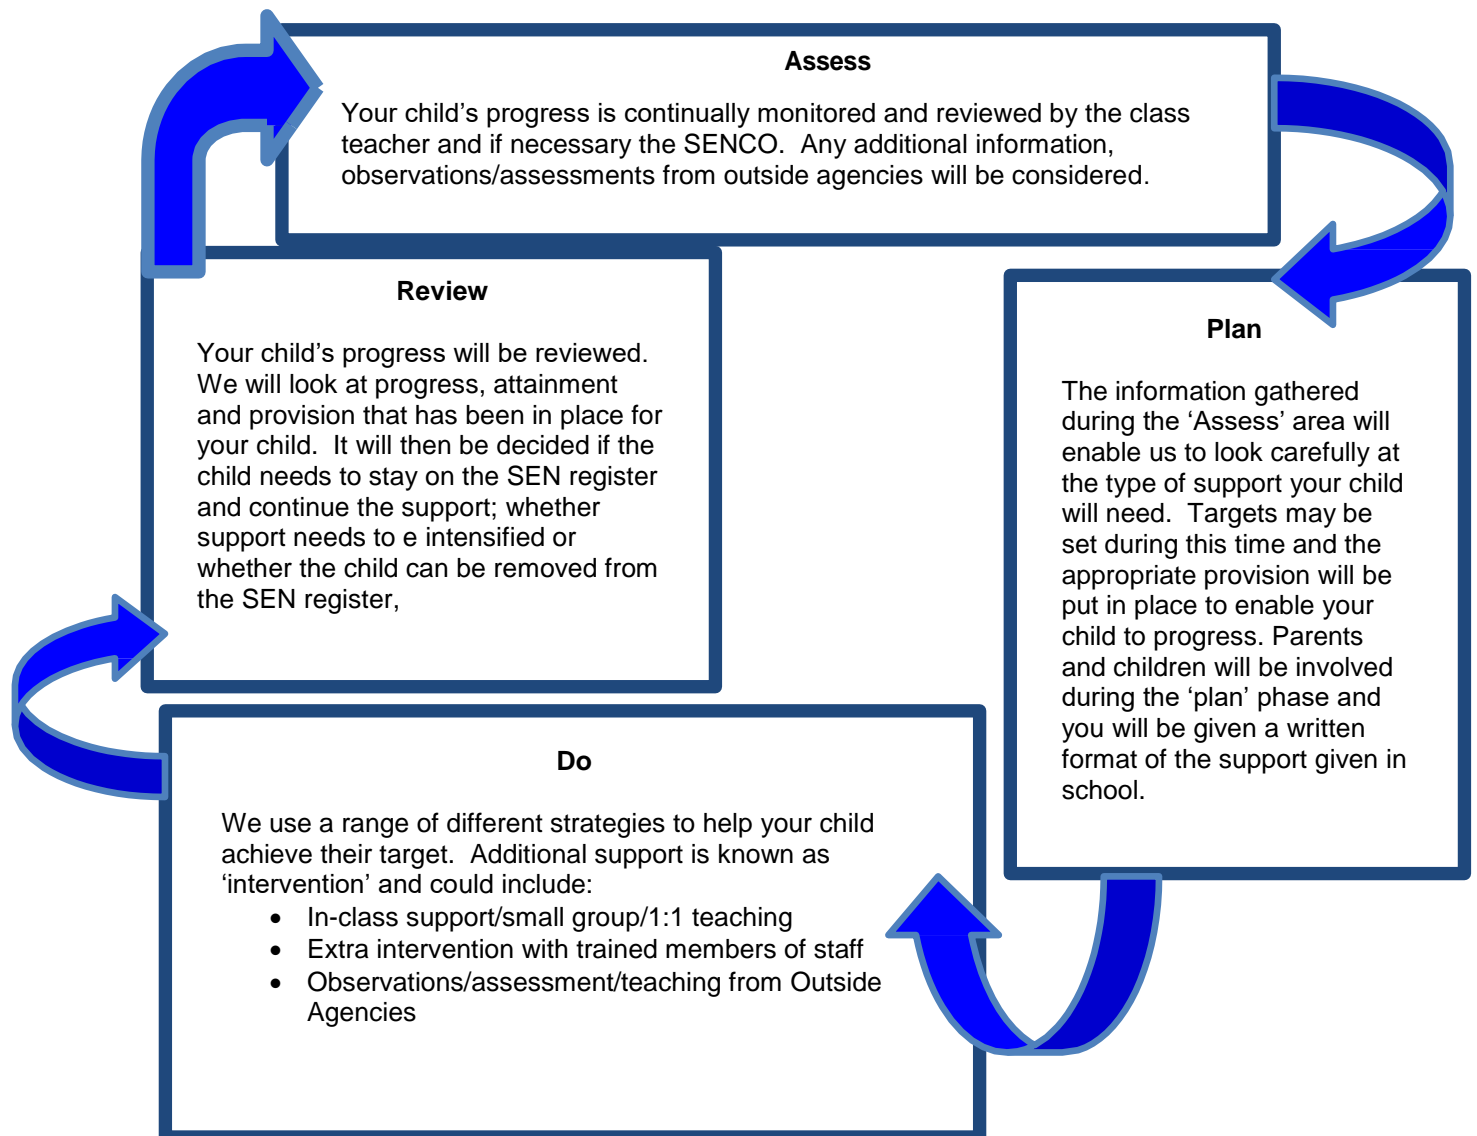 Assess
Your child’s progress is continually monitored and reviewed by the class
teacher and if necessary the SENCO.  Any additional information,
observations/assessments from outside agencies will be considered.
Plan
The information gathered
during the ‘Assess’ area will
enable us to look carefully at
the type of support your child
will need.  Targets may be
set during this time and the
appropriate provision will be
put in place to enable your
child to progress. Parents
and children will be involved
during the ‘plan’ phase and
you will be given a written
format of the support given in
school.
Do
We use a range of different strategies to help your child
achieve their target.  Additional support is known as
‘intervention’ and could include:
• In-class support/small group/1:1 teaching
• Extra intervention with trained members of staff
• Observations/assessment/teaching from Outside
Agencies
Review
Your child’s progress will be reviewed.
We will look at progress, attainment
and provision that has been in place for
your child.  It will then be decided if the
child needs to stay on the SEN register
and continue the support; whether
support needs to e intensified or
whether the child can be removed from
the SEN register,